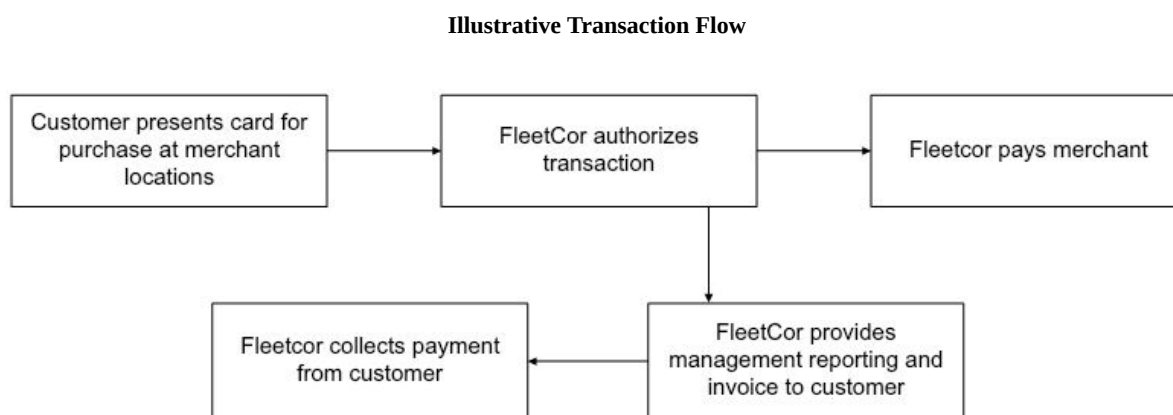 Illustrative Transaction Flow
Customer presents card for
purchase at merchant
locations
FleetCor authorizes
transaction
Fleetcor pays merchant
Fleetcor collects payment
from customer
FleetCor provides
management reporting and
invoice to customer